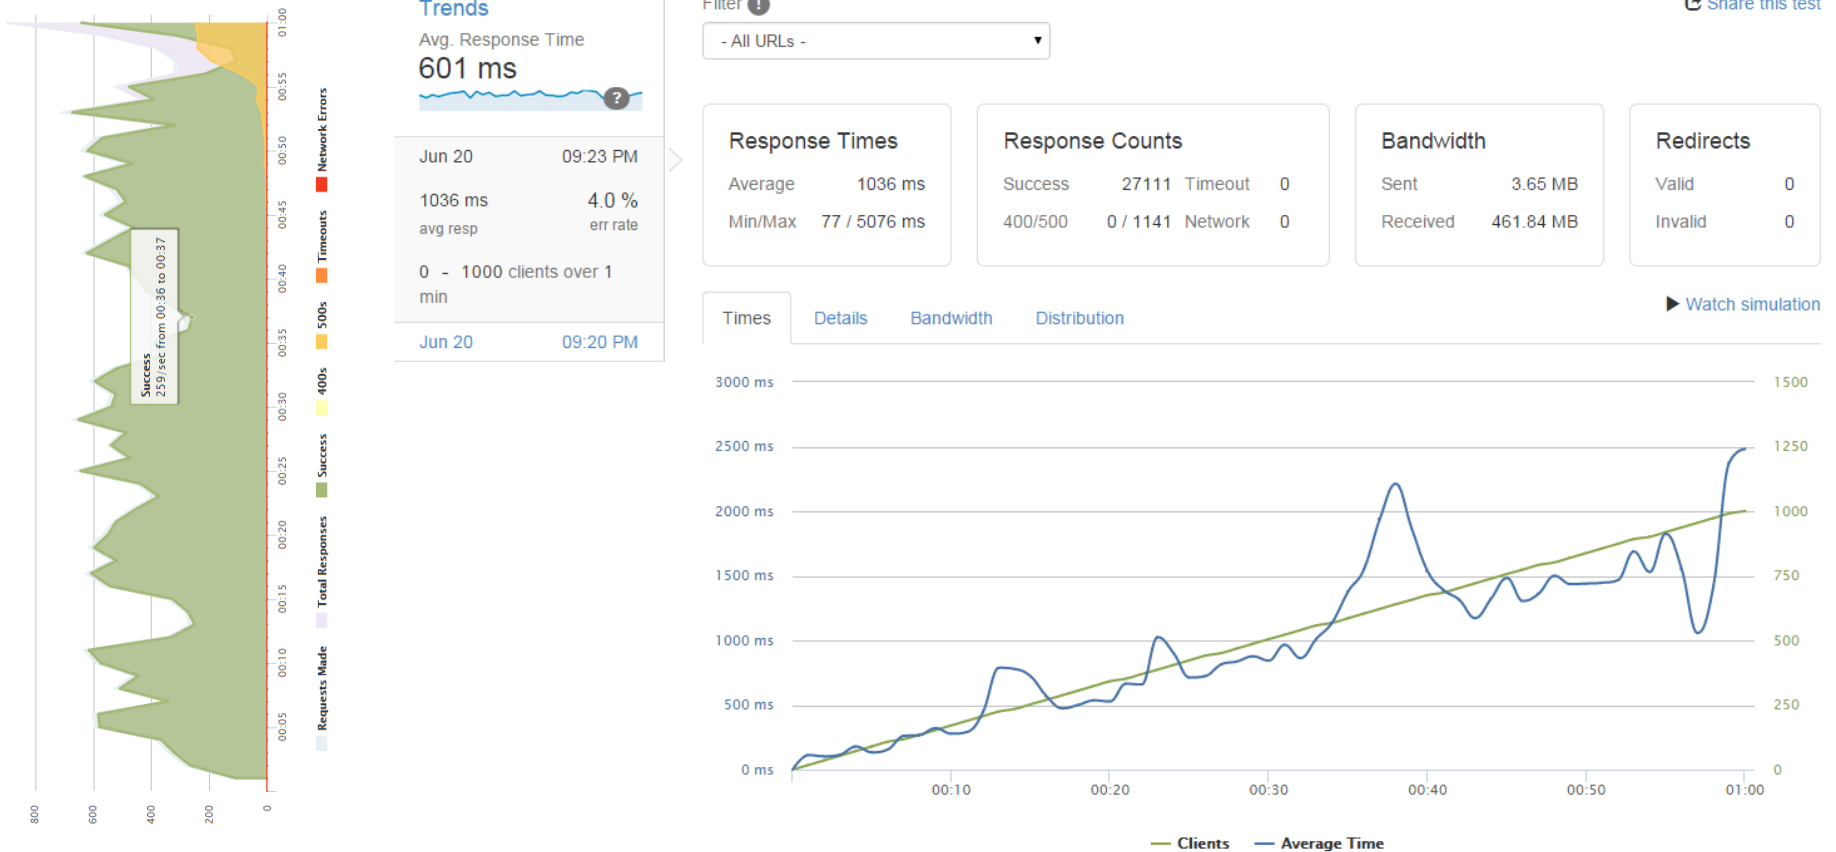 Trends
Avg. Response Time
601 ms
?
Jun 20 09:23 PM
1036 ms 4.0 %
avg resp err rate
0 - 1000 clients over 1
min
Jun 20 09:20 PM
Filter !
- All URLs -
Share this test
Response Times
Average 1036 ms
Min/Max 77 / 5076 ms
Response Counts
Success 27111 Timeout 0
400/500 0 / 1141 Network 0
Bandwidth
Sent 3.65 MB
Received 461.84 MB
Redirects
Valid 0
Invalid 0
Times Details Bandwidth Distribution
Watch simulation
3000 ms 1500
2500 ms 1250
2000 ms 1000
1500 ms 750
1000 ms 500
500 ms 250
0 ms 0
00:10 00:20 00:30 00:40 00:50 01:00
Clients Average Time
800 600 400 200 0
Success
259/sec from 00:36 to 00:37
00:05 00:10 00:15 00:20 00:25 00:30 00:35 00:40 00:45 00:50 00:55 01:00
Requests Made Total Responses Success 400s 500s Timeouts Network Errors